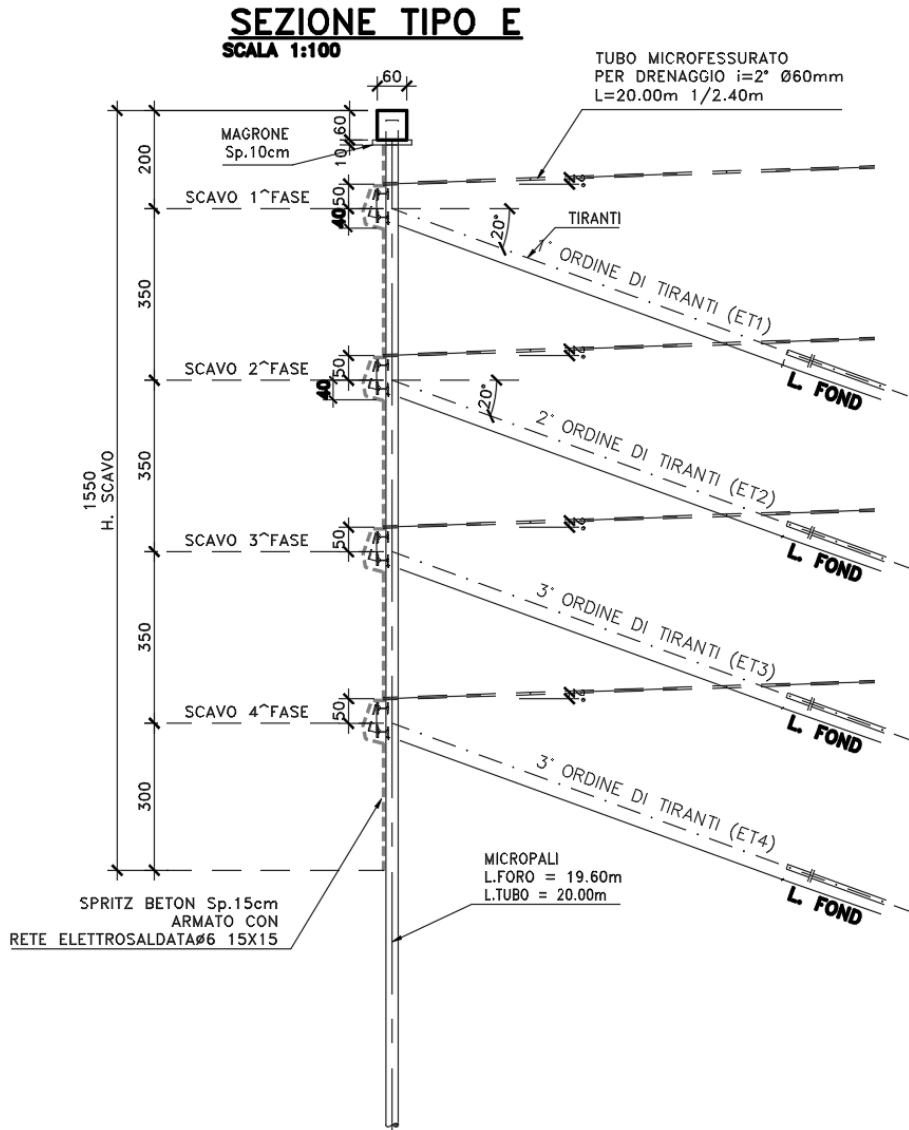 SEZIONE TIPO E
SCALA 1:100
TUBO MICROFESSURATO
PER DRENAGGIO i=2° Ø60mm
L=20.00m 1/2.40m
60
60
10
MAGRONE
Sp.10cm
200
SCAVO 1^FASE
50
40
2°
20°
TIRANTI
1° ORDINE DI TIRANTI (ET1)
L. FOND
350
SCAVO 2^FASE
50
40
2°
20°
2° ORDINE DI TIRANTI (ET2)
L. FOND
1550
H. SCAVO
350
SCAVO 3^FASE
50
2°
3° ORDINE DI TIRANTI (ET3)
L. FOND
350
SCAVO 4^FASE
50
2°
3° ORDINE DI TIRANTI (ET4)
L. FOND
300
MICROPALI
L.FORO = 19.60m
L.TUBO = 20.00m
SPRITZ BETON Sp.15cm
ARMATO CON
RETE ELETTROSALDATAø6 15X15